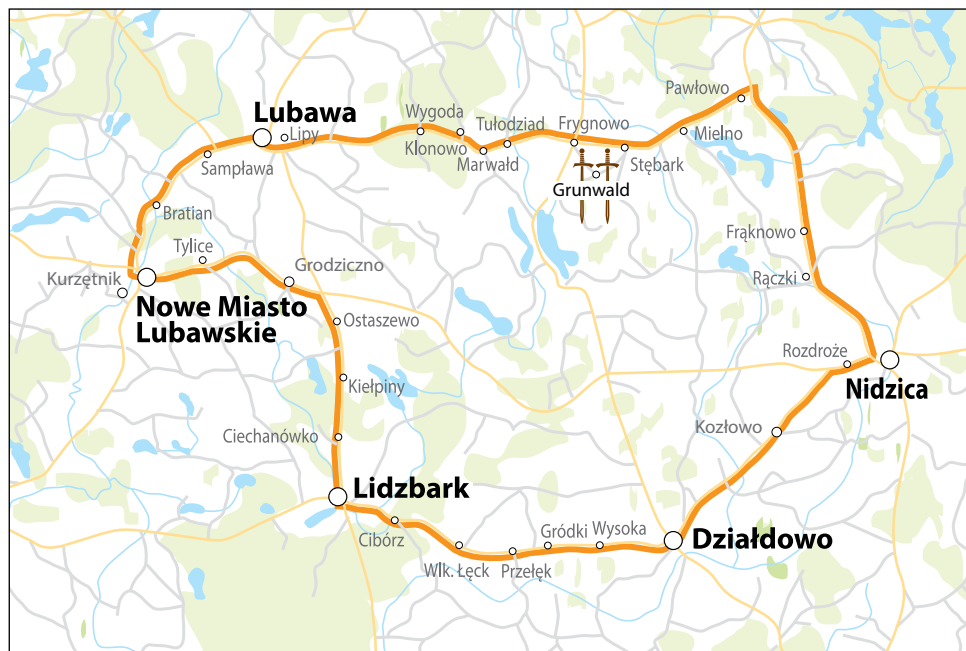 Pawłowo
Lubawa
Wygoda
Lipy
Tułodziad
Frygnowo
Mielno
Klonowo
Marwałd
Sampława
Stębark
Grunwald
Bratian
Frąknowo
Tylice
Kurzętnik
Grodziczno
Rączki
Nowe Miasto
Lubawskie
Ostaszewo
Rozdroże
Kiełpiny
Nidzica
Kozłowo
Ciechanówko
Lidzbark
Cibórz
Gródki
Wysoka
Działdowo
Wlk. Łęck
Przełęk